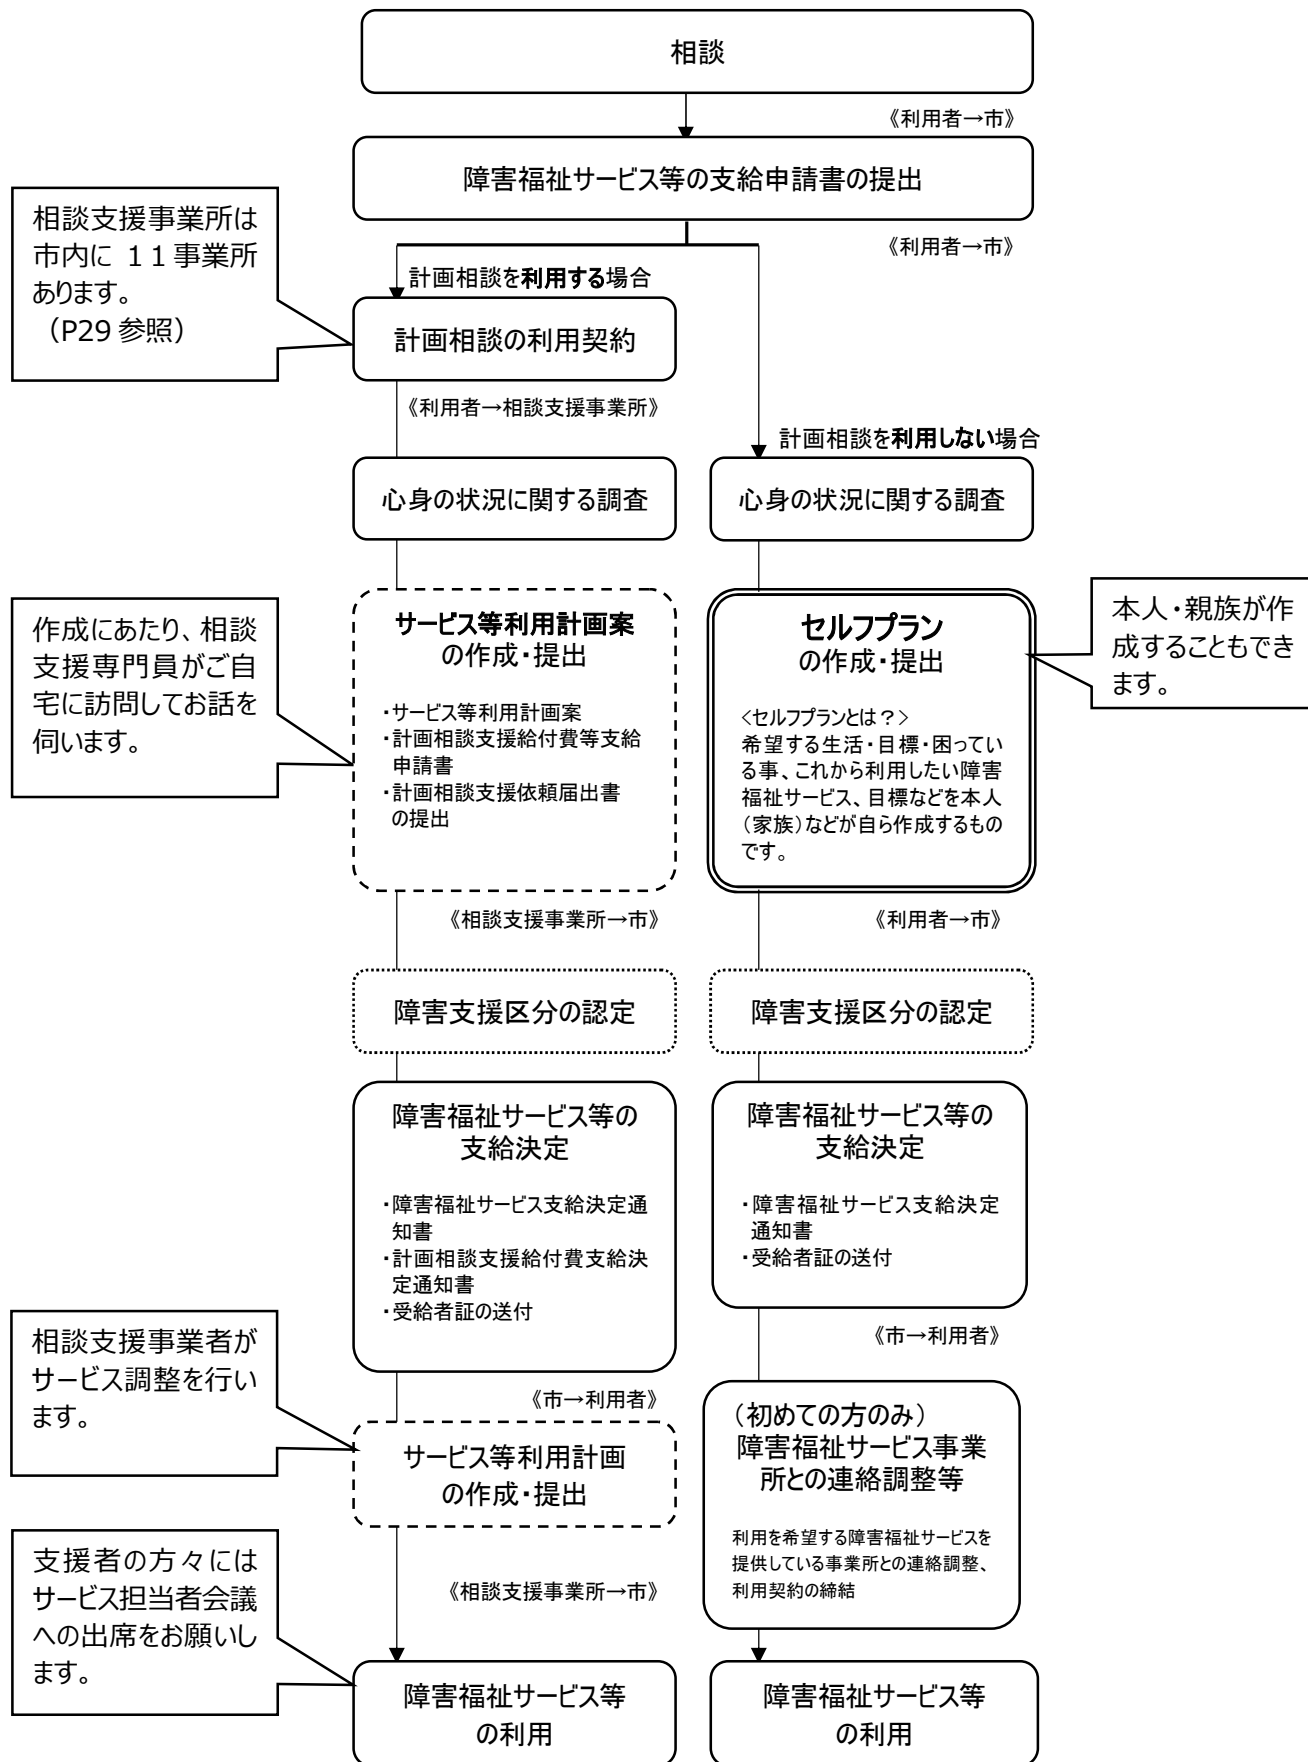 相談
《利用者→市》
障害福祉サービス等の支給申請書の提出
《利用者→市》
相談支援事業所は
市内に 11事業所
あります。
（P29 参照）
計画相談を利用する場合
計画相談の利用契約
《利用者→相談支援事業所》
計画相談を利用しない場合
心身の状況に関する調査
心身の状況に関する調査
作成にあたり、相談
支援専門員がご自
宅に訪問してお話を
伺います。
サービス等利用計画案
の作成・提出
・サービス等利用計画案
・計画相談支援給付費等支給
申請書
・計画相談支援依頼届出書
の提出
セルフプラン
の作成・提出
<セルフプランとは？>
希望する生活・目標・困ってい
る事、これから利用したい障害
福祉サービス、目標などを本人
（家族）などが自ら作成するもの
です。
本人・親族が作
成することもでき
ます。
《相談支援事業所→市》
《利用者→市》
障害支援区分の認定
障害支援区分の認定
障害福祉サービス等の
支給決定
・障害福祉サービス支給決定通
知書
・計画相談支援給付費支給決
定通知書
・受給者証の送付
障害福祉サービス等の
支給決定
・障害福祉サービス支給決定
通知書
・受給者証の送付
《市→利用者》
相談支援事業者が
サービス調整を行い
ます。
《市→利用者》
サービス等利用計画
の作成・提出
（初めての方のみ）
障害福祉サービス事業
所との連絡調整等
利用を希望する障害福祉サービスを
提供している事業所との連絡調整、
利用契約の締結
支援者の方々には
サービス担当者会議
への出席をお願いし
ます。
《相談支援事業所→市》
障害福祉サービス等
の利用
障害福祉サービス等
の利用